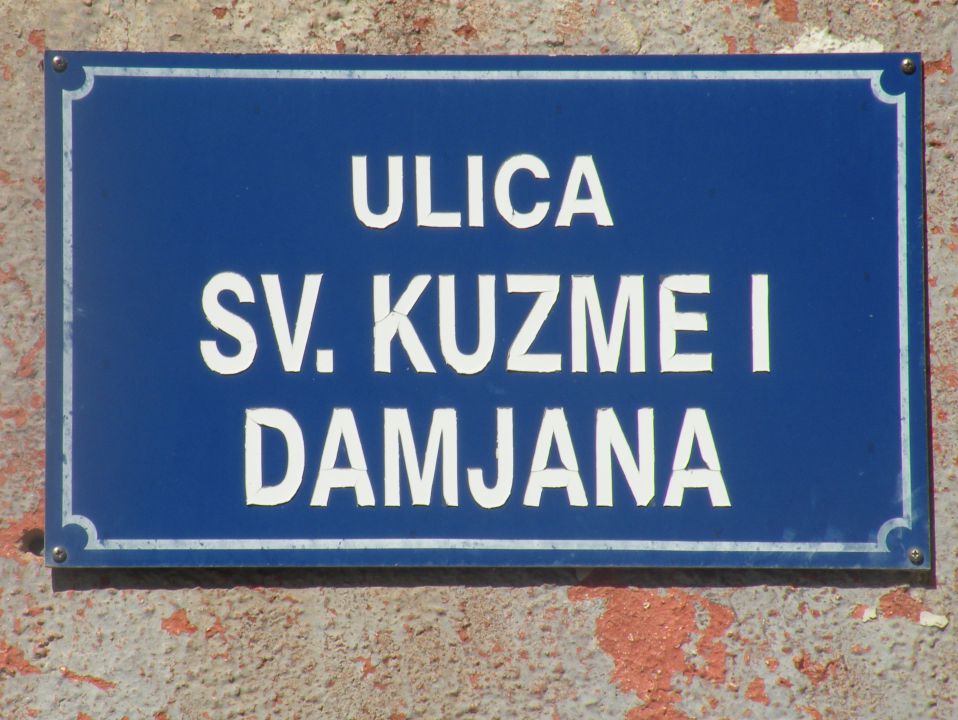 ULICA
SV. KUZME I
DAMJANA